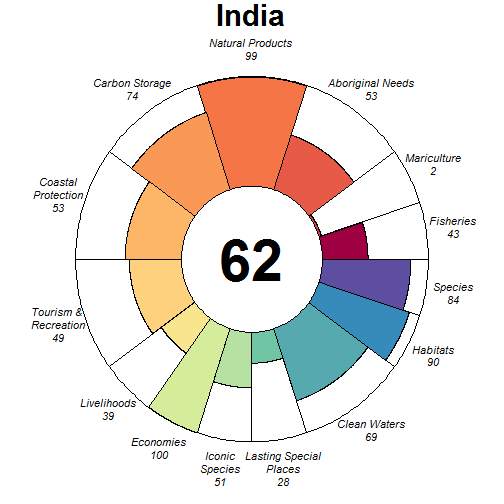 India
Natural Products
99
Aboriginal Needs
53
Mariculture
2
Fisheries
43
Species
84
Habitats
90
Clean Waters
69
Lasting Special
Places
28
Iconic
Species
51
Economies
100
Livelihoods
39
Tourism &
Recreation
49
Coastal
Protection
53
Carbon Storage
74
62